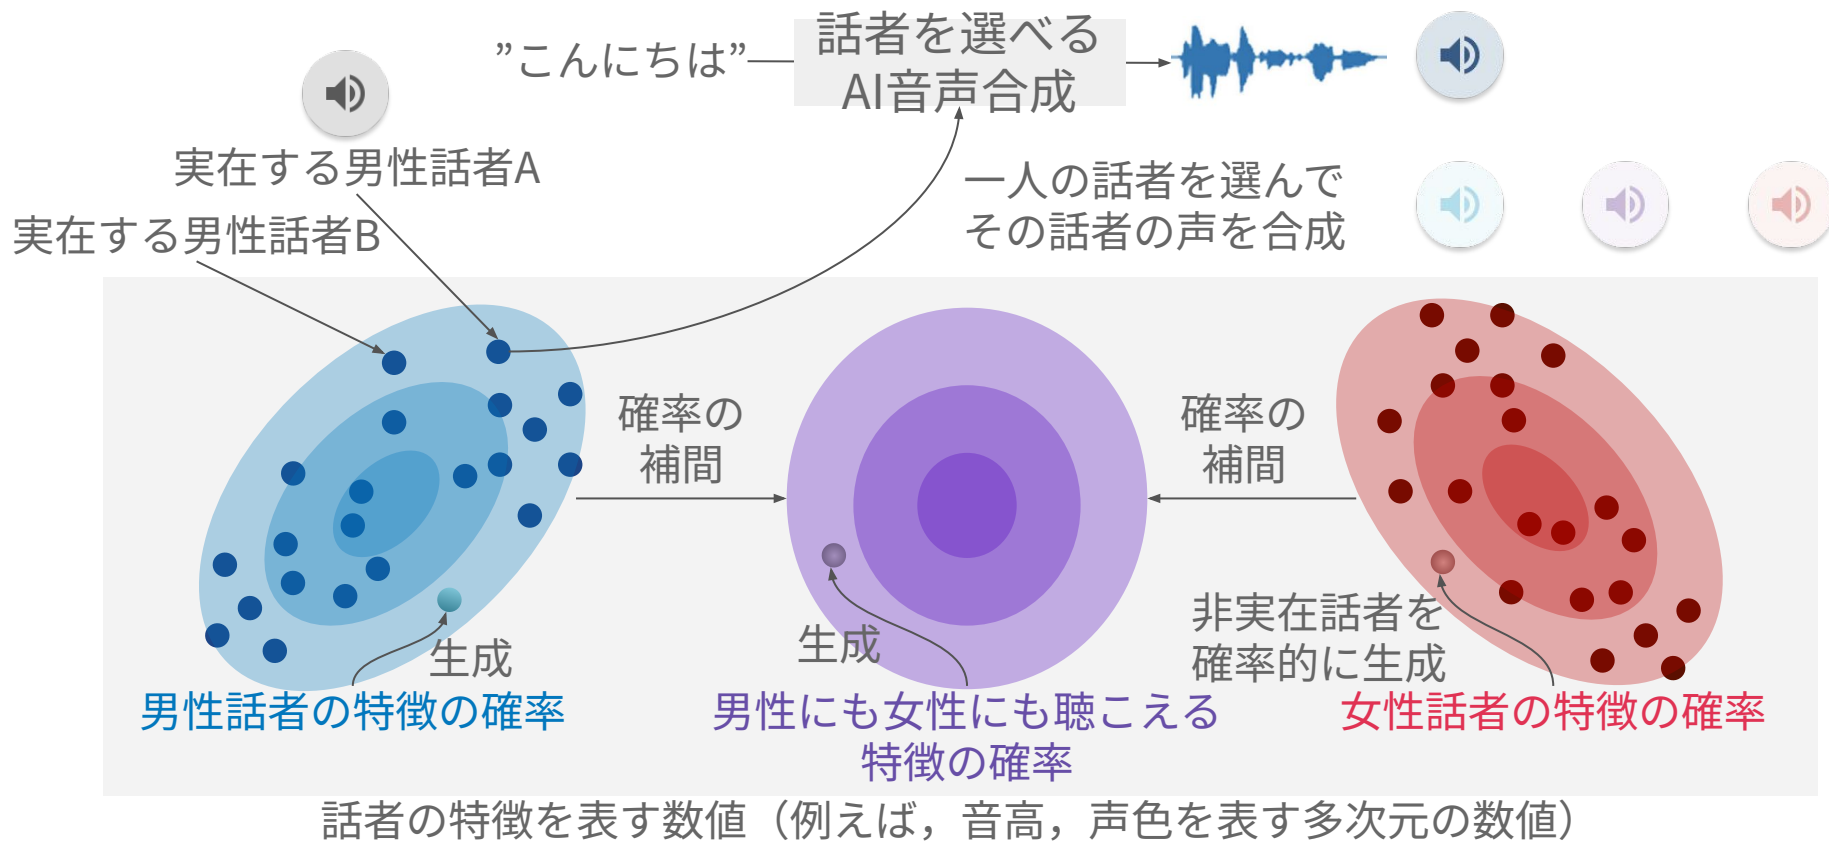 ”こんにちは”
話者を選べる
AI音声合成
実在する男性話者A
実在する男性話者B
一人の話者を選んで
その話者の声を合成
確率の
補間
確率の
補間
生成
生成
非実在話者を
確率的に生成
男性話者の特徴の確率
男性にも女性にも聴こえる
特徴の確率
女性話者の特徴の確率
話者の特徴を表す数値（例えば，音高，声色を表す多次元の数値）